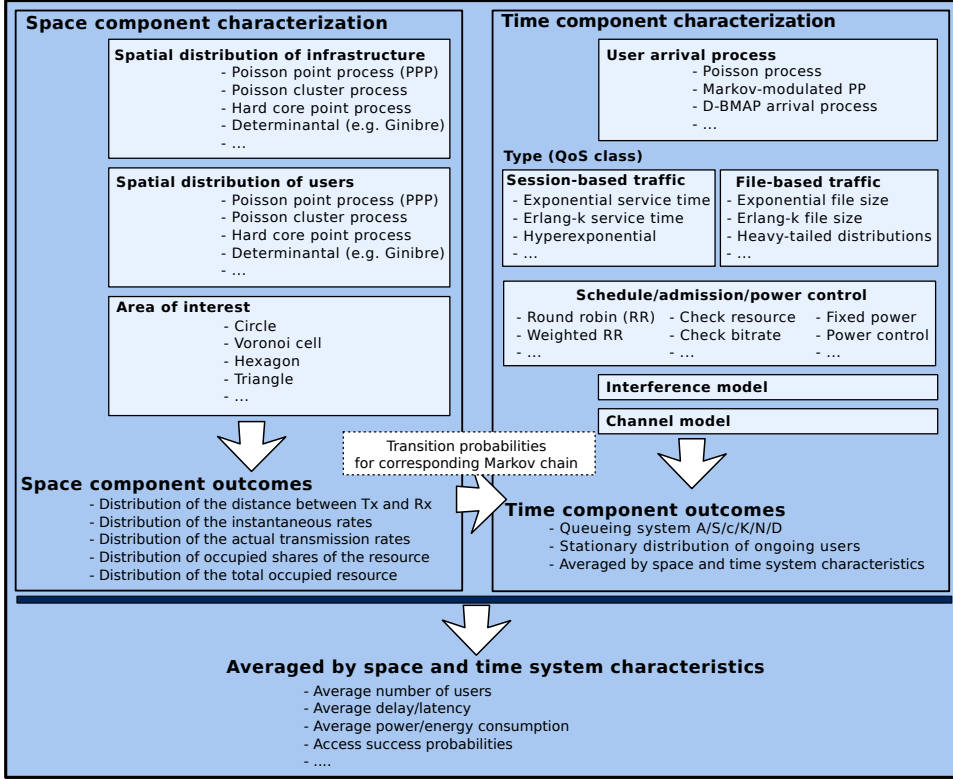 Space component characterization
Spatial distribution of infrastructure
- Poisson point process (PPP)
- Poisson cluster process
- Hard core point process
- Determinantal (e.g. Ginibre)
- ...
Spatial distribution of users
- Poisson point process (PPP)
- Poisson cluster process
- Hard core point process
- Determinantal (e.g. Ginibre)
- ...
Area of interest
- Circle
- Voronoi cell
- Hexagon
- Triangle
- ...
Space component outcomes
- Distribution of the distance between Tx and Rx
- Distribution of the instantaneous rates
- Distribution of the actual transmission rates
- Distribution of occupied shares of the resource
- Distribution of the total occupied resource
Transition probabilities
for corresponding Markov chain
Time component characterization
User arrival process
- Poisson process
- Markov-modulated PP
- D-BMAP arrival process
- ...
Type (QoS class)
Session-based traffic
- Exponential service time
- Erlang-k service time
- Hyperexponential
- ...
File-based traffic
- Exponential file size
- Erlang-k file size
- Heavy-tailed distributions
- ...
Schedule/admission/power control
- Round robin (RR) - Check resource - Fixed power
- Weighted RR - Check bitrate - Power control
- ... - ... - ...
Interference model
Channel model
Time component outcomes
- Queueing system A/S/c/K/N/D
- Stationary distribution of ongoing users
- Averaged by space and time system characteristics
Averaged by space and time system characteristics
- Average number of users
- Average delay/latency
- Average power/energy consumption
- Access success probabilities
- ....